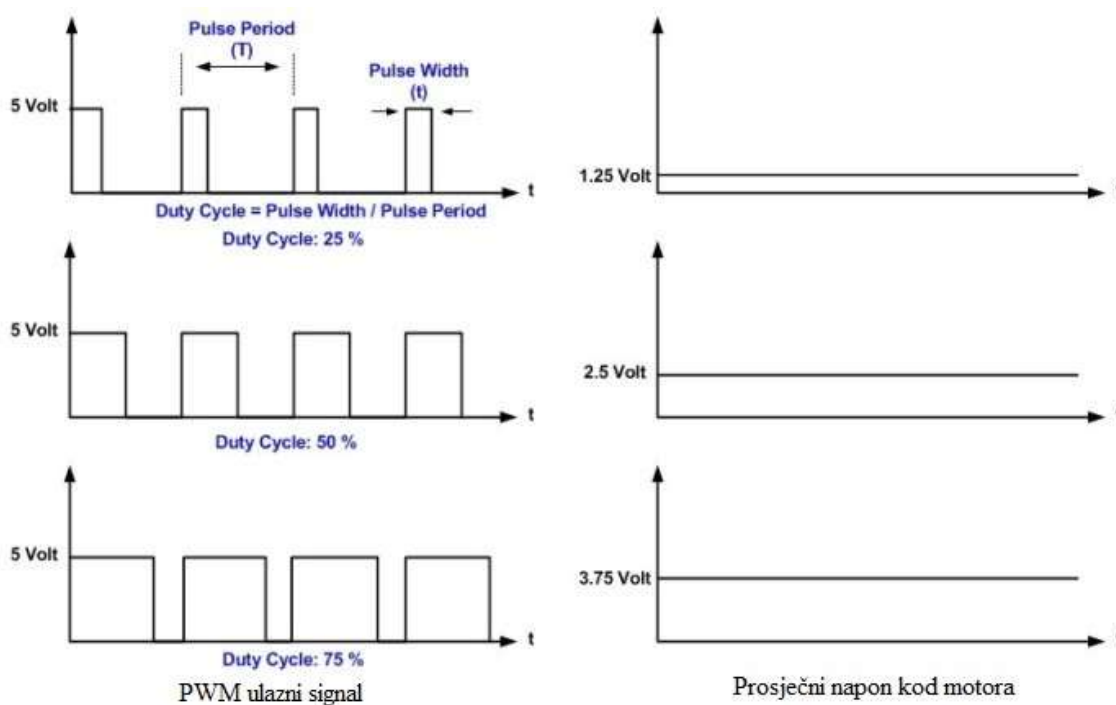 Pulse Period
(T)
Pulse Width
(t)
5 Volt
t
Duty Cycle = Pulse Width / Pulse Period
Duty Cycle: 25 %
1.25 Volt
5 Volt
t
Duty Cycle: 50 %
2.5 Volt
5 Volt
t
Duty Cycle: 75 %
3.75 Volt
PWM ulazni signal
Prosječni napon kod motora